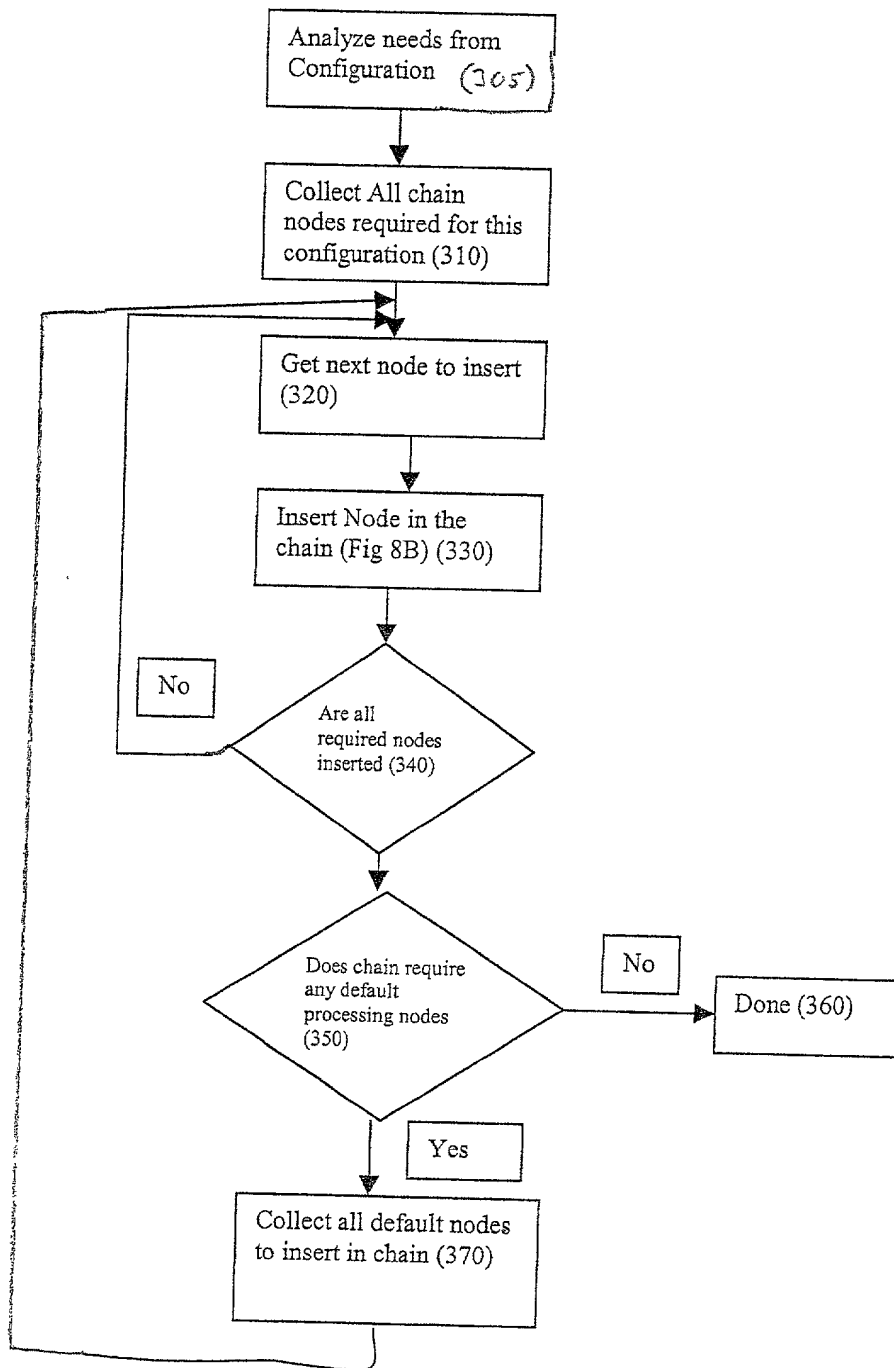 Analyze needs from
Configuration (305)
Collect All chain
nodes required for this
configuration (310)
Get next node to insert
(320)
Insert Node in the
chain (Fig 8B) (330)
No
Are all
required nodes
inserted (340)
Does chain require
any default
processing nodes
(350)
No
Done (360)
Yes
Collect all default nodes
to insert in chain (370)